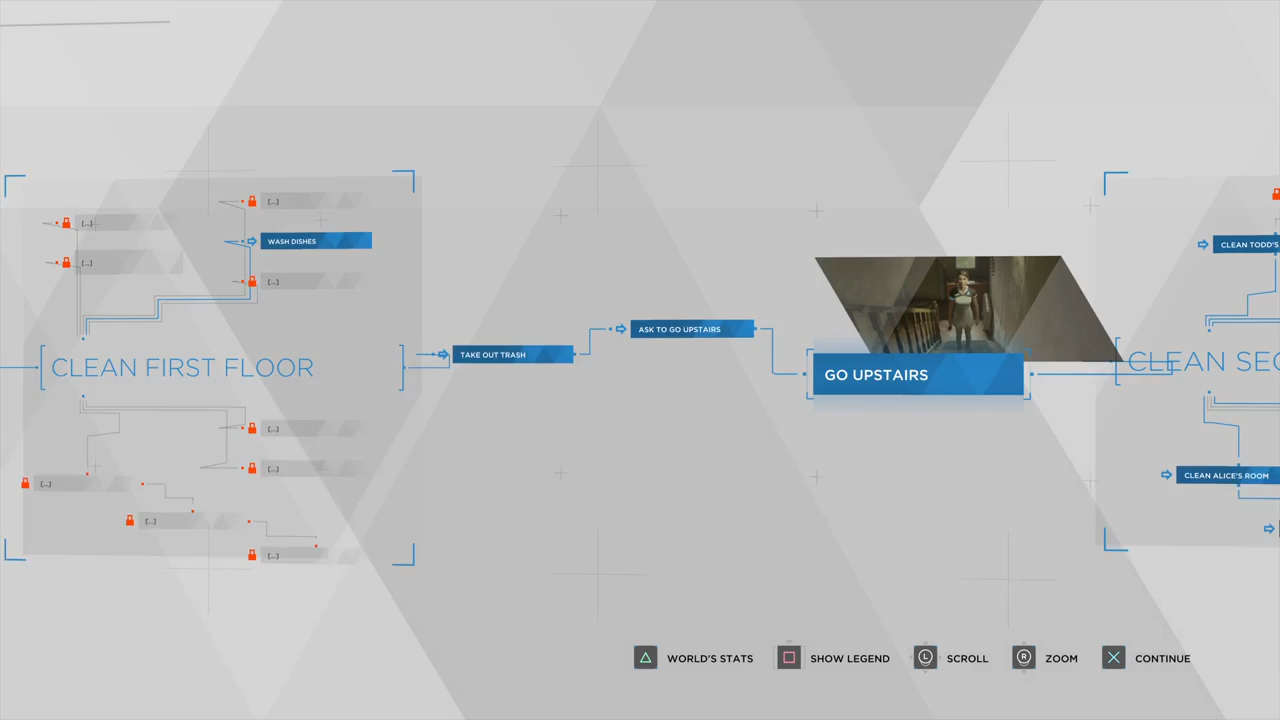 [...]
[...]
[...]
WASH DISHES
[...]
CLEAN FIRST FLOOR
[...]
[...]
[...]
[...]
[...]
TAKE OUT TRASH
ASK TO GO UPSTAIRS
GO UPSTAIRS
CLEAN TODD'S
CLEAN SEC
CLEAN ALICE'S ROOM
WORLD'S STATS
SHOW LEGEND
L
SCROLL
R
ZOOM
CONTINUE